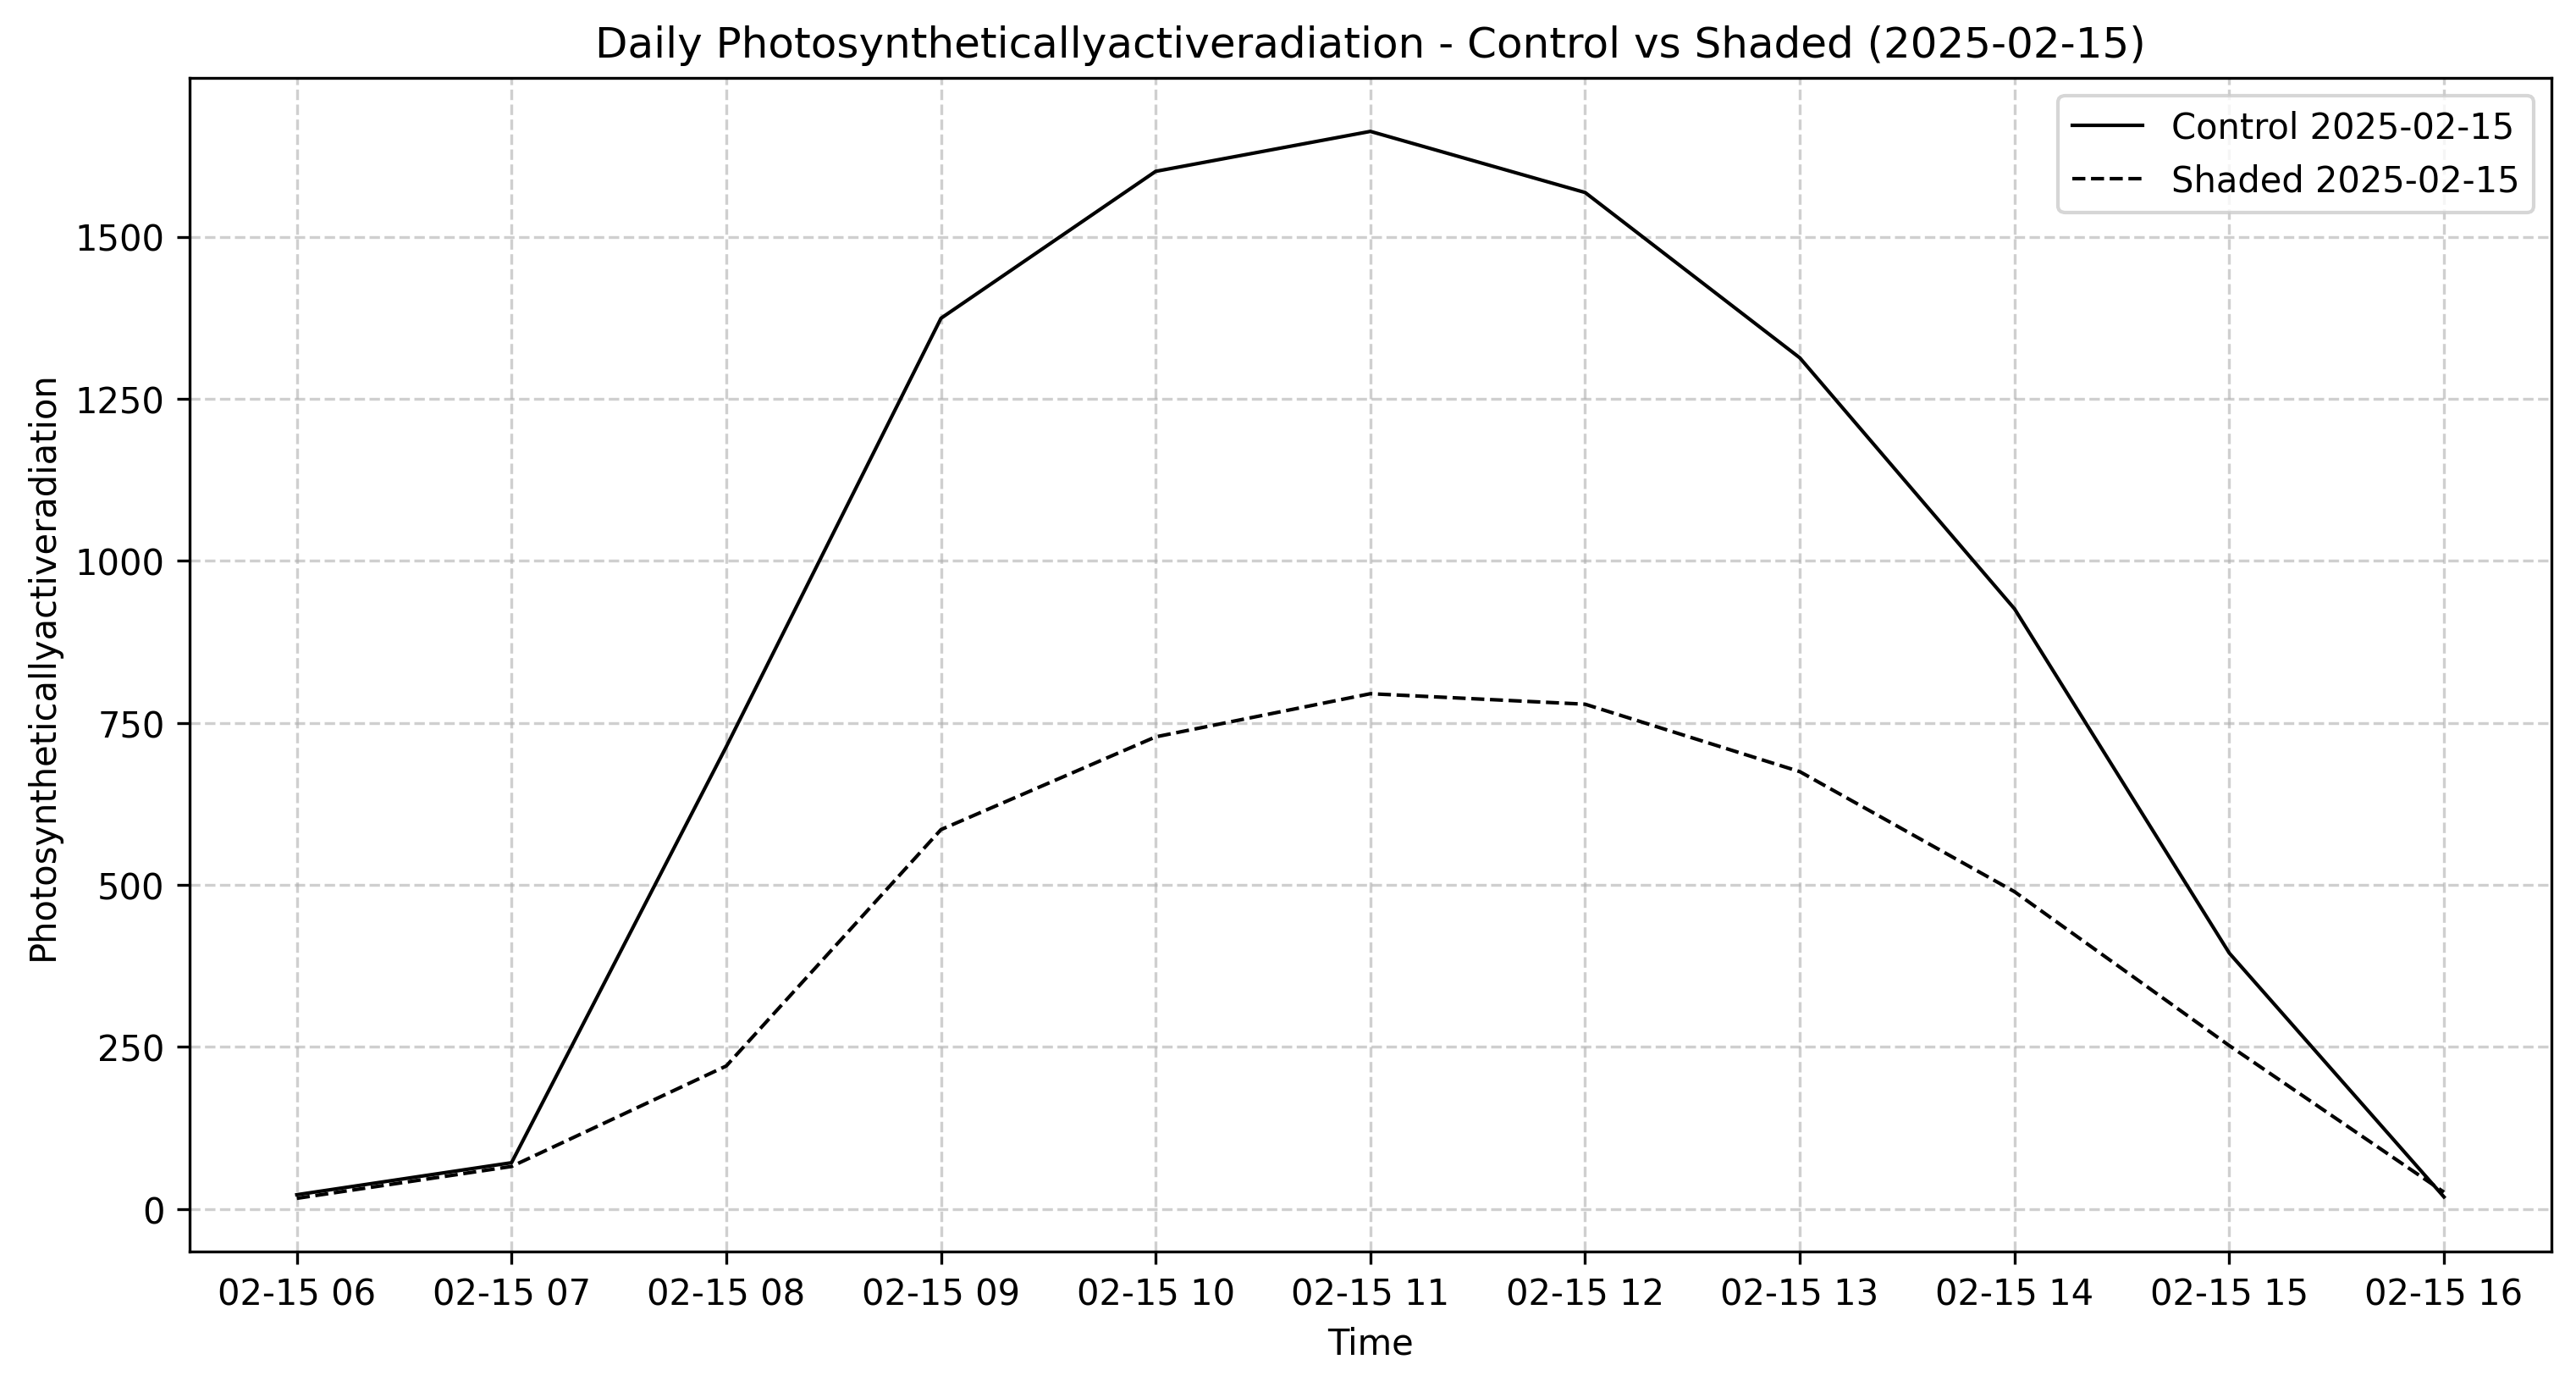 Daily Photosyntheticallyactiveradiation - Control vs Shaded (2025-02-15)
Control 2025-02-15
Shaded 2025-02-15
Photosyntheticallyactiveradiation
1500
1250
1000
750
500
250
0
02-15 06 02-15 07 02-15 08 02-15 09 02-15 10 02-15 11 02-15 12 02-15 13 02-15 14 02-15 15 02-15 16
Time